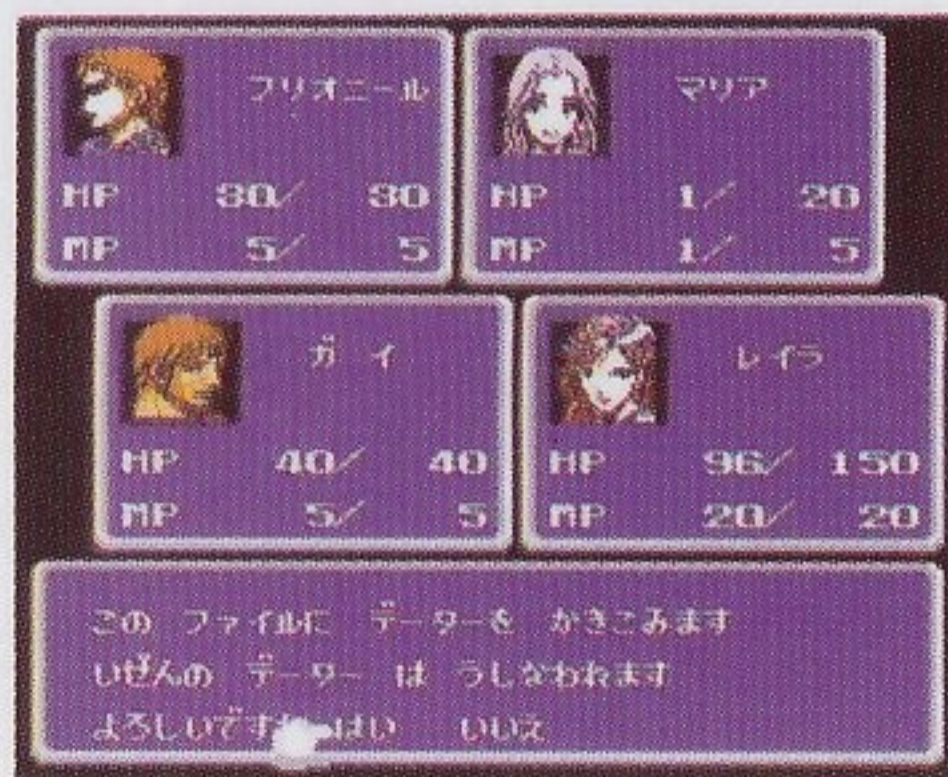 フリオニール
HP 30/ 30
MP 5/ 5
マリア
HP 1/ 20
MP 1/ 5
ガイ
HP 40/ 40
MP 5/ 5
レイラ
HP 96/ 150
MP 20/ 20
この ファイルに データーを かきこみます
いぜんの データー は うしなわれます
よろしいですか はい いいえ